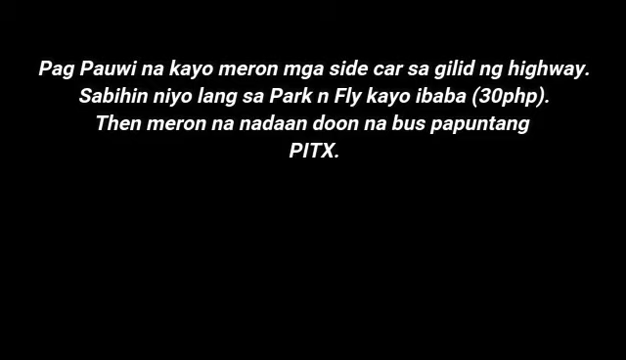 Pag Pauwi na kayo meron mga side car sa gilid ng highway.
Sabihin niyo lang sa Park n Fly kayo ibaba (30php).
Then meron na nadaan doon na bus papuntang
PITX.